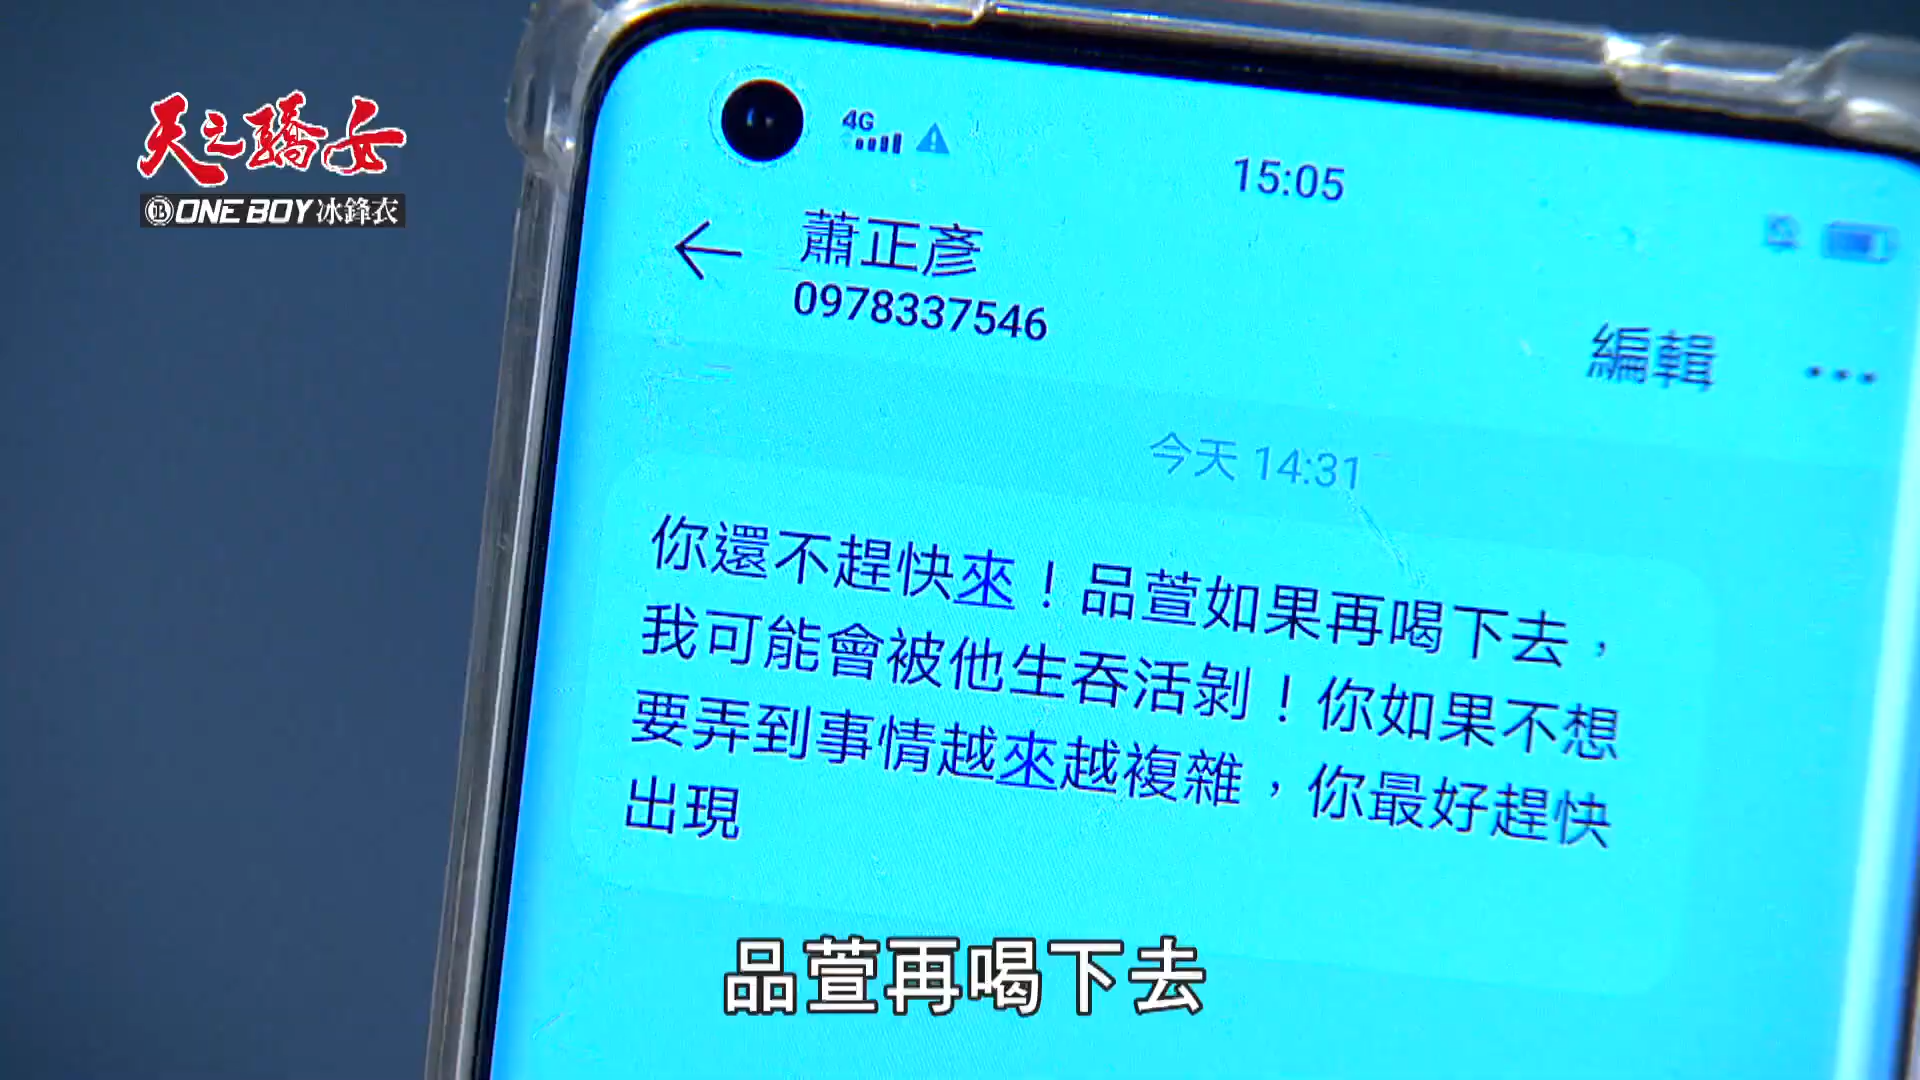 天之驕女
ONE BOY 冰鋒衣
4G
15:05
蕭正彥
0978337546
編輯
今天 14:31
你還不趕快來！品萱如果再喝下去，
我可能會被他生吞活剝！你如果不想
要弄到事情越來越複雜，你最好趕快
出現
品萱再喝下去